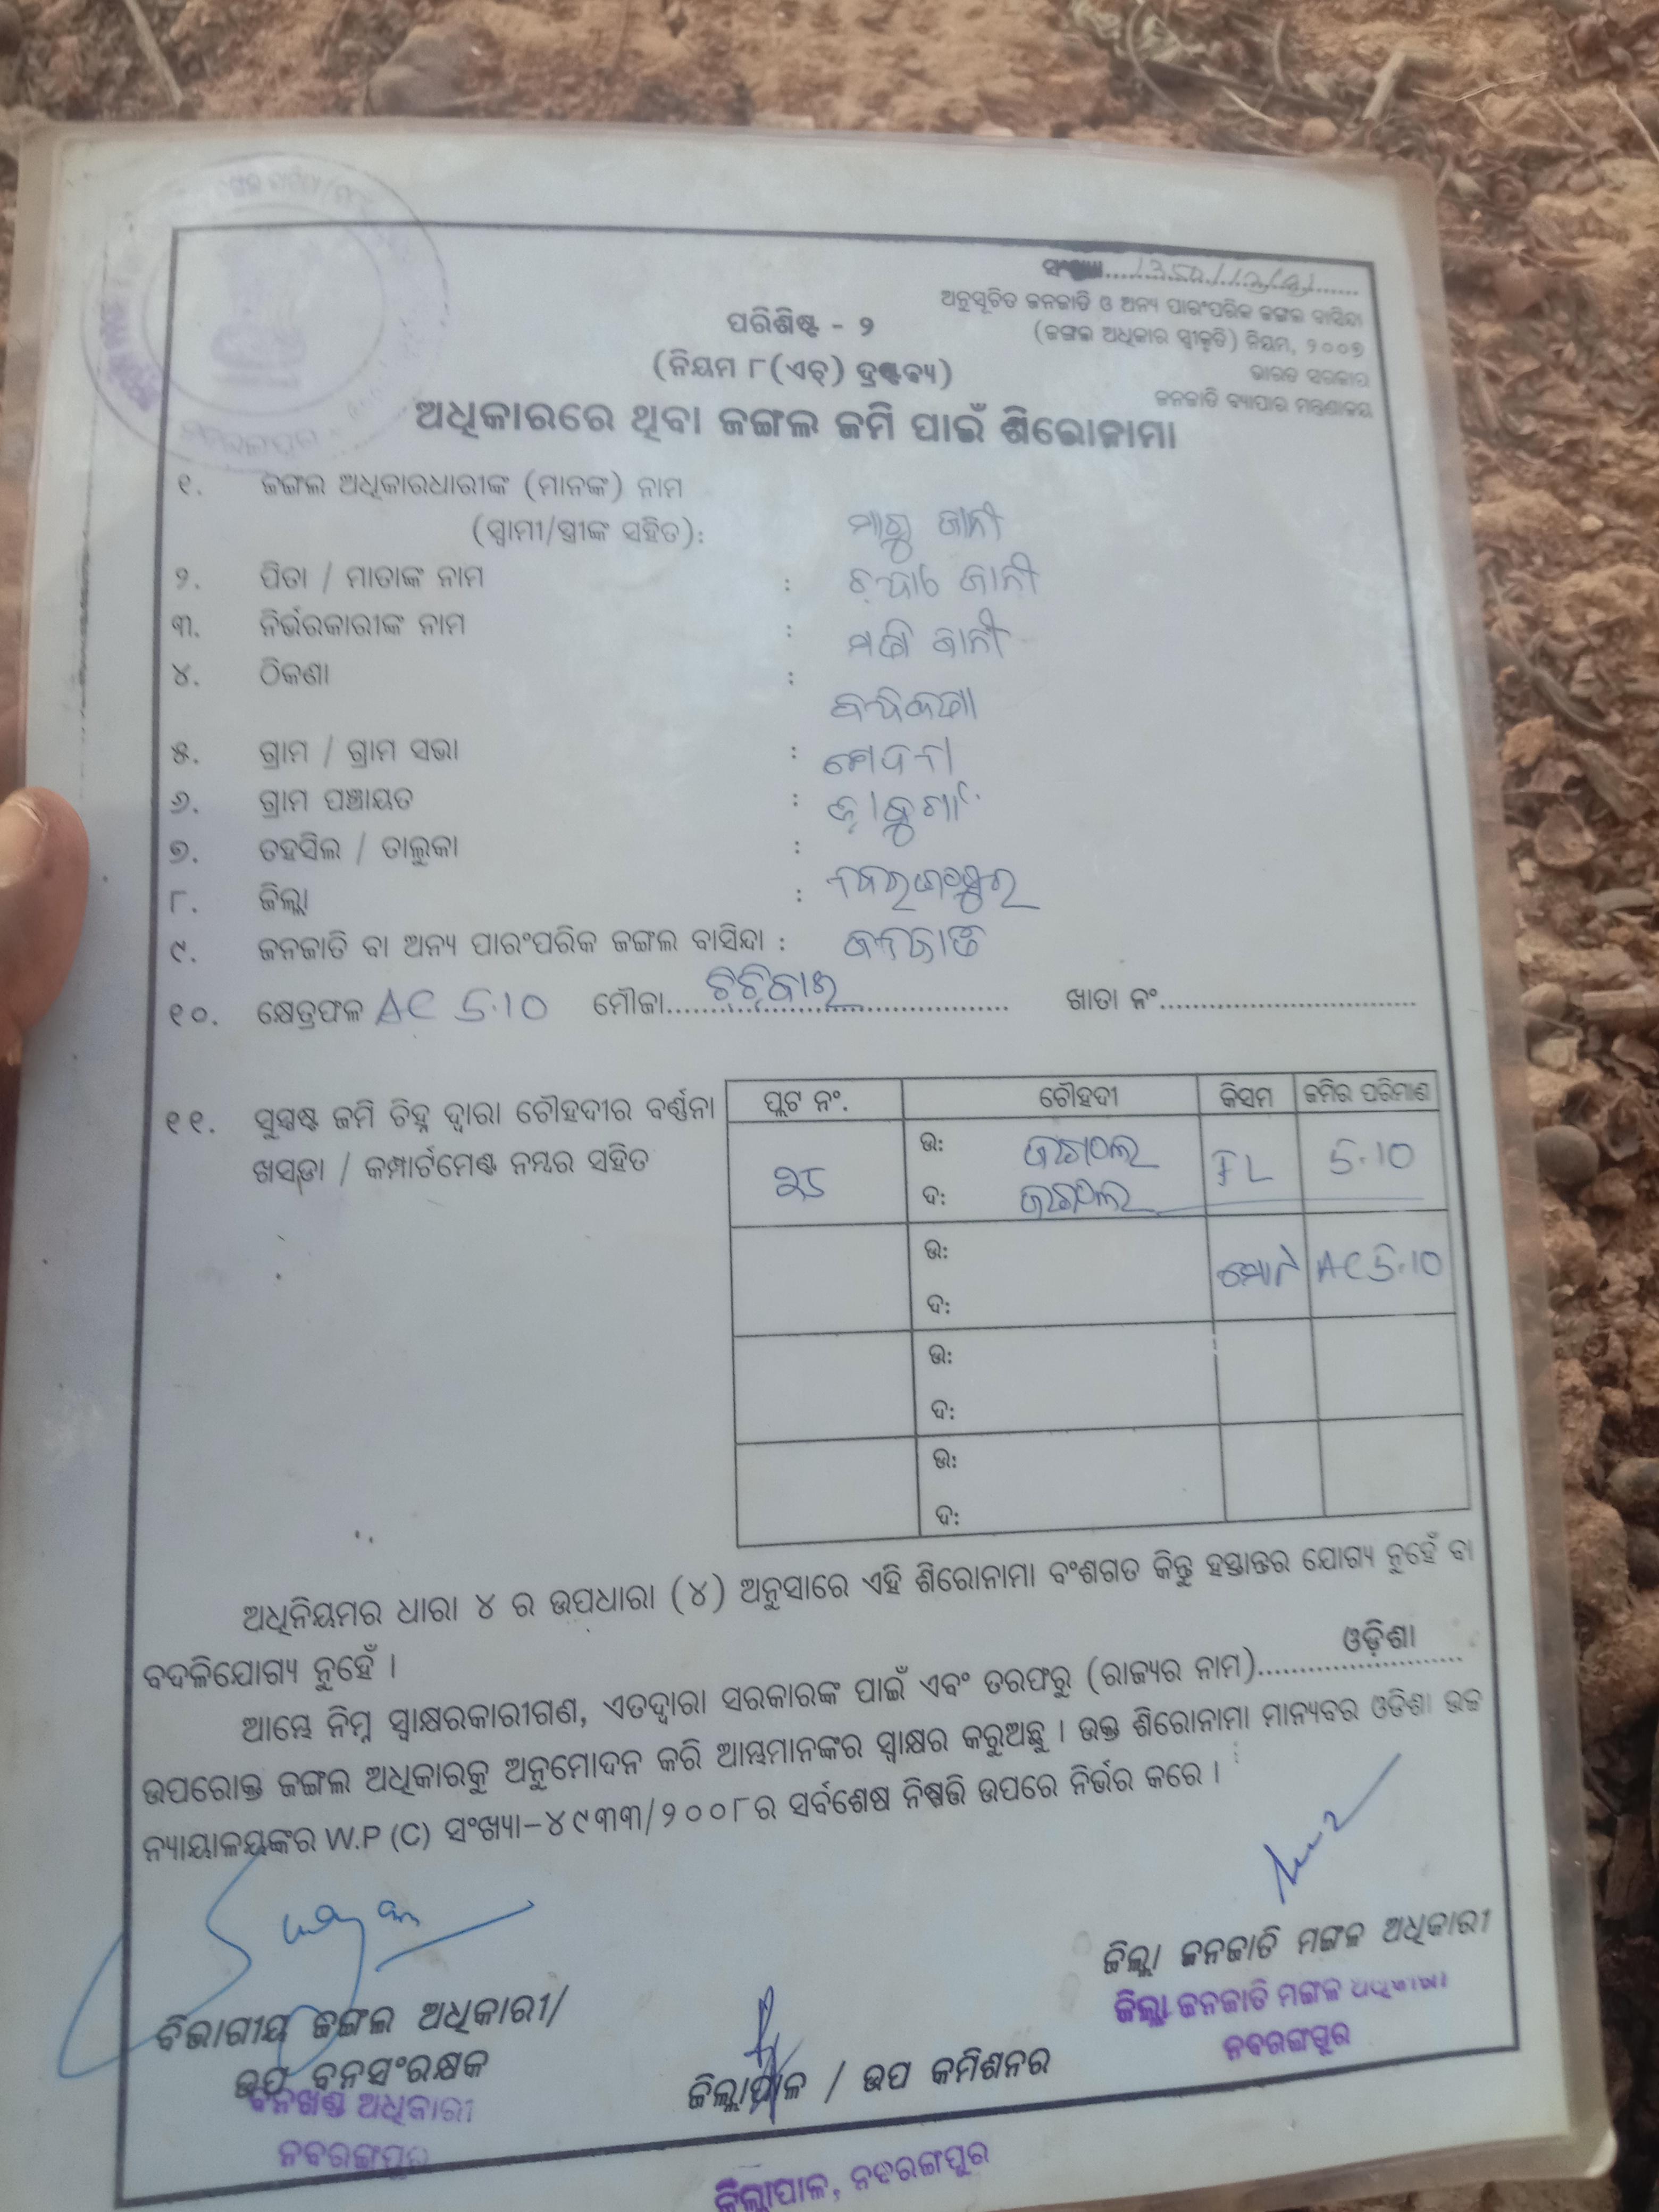 ଅନୁସୂଚିତ ଜନଜାତି ଓ ଅନ୍ୟ ପାରଂପରିକ ଜଙ୍ଗଲ ବାସିନ୍ଦା
(ଜଙ୍ଗଲ ଅଧିକାର ସ୍ୱୀକୃତି) ନିୟମ, ୨୦୦୭
ଭାରତ ସରକାର
ଜନଜାତି ବ୍ୟାପାର ମନ୍ତ୍ରଣାଳୟ
ପରିଶିଷ୍ଟ - ୨
(ନିୟମ ୮(ଏଚ୍) ଦ୍ରଷ୍ଟବ୍ୟ)
ଅଧିକାରରେ ଥିବା ଜଙ୍ଗଲ ଜମି ପାଇଁ ଶିରୋନାମା
୧. ଜଙ୍ଗଲ ଅଧିକାରଧାରୀଙ୍କ (ମାନଙ୍କ) ନାମ
(ସ୍ୱାମୀ/ସ୍ତ୍ରୀଙ୍କ ସହିତ): ଜାନୀ
୨. ପିତା / ମାତାଙ୍କ ନାମ : ଜାନୀ
୩. ନିର୍ଭରକାରୀଙ୍କ ନାମ : ଜାନୀ
୪. ଠିକଣା :
୫. ଗ୍ରାମ / ଗ୍ରାମ ସଭା :
୬. ଗ୍ରାମ ପଞ୍ଚାୟତ :
୭. ତହସିଲ / ତାଲୁକା :
୮. ଜିଲ୍ଲା : ନବରଙ୍ଗପୁର
୯. ଜନଜାତି ବା ଅନ୍ୟ ପାରଂପରିକ ଜଙ୍ଗଲ ବାସିନ୍ଦା : ଜନଜାତି
୧୦. କ୍ଷେତ୍ରଫଳ AC 5.10 ମୌଜା.......... ଖାତା ନଂ..........
୧୧. ସୁସ୍ପଷ୍ଟ ଜମି ଚିହ୍ନ ଦ୍ୱାରା ଚୌହଦୀର ବର୍ଣ୍ଣନା
ଖସଡା / କମ୍ପାର୍ଟମେଣ୍ଟ ନମ୍ବର ସହିତ
ପ୍ଲଟ ନଂ. ଚୌହଦୀ କିସମ ଜମିର ପରିମାଣ
ଉ: ଜଙ୍ଗଲ FL 5.10
ଦ: ଜଙ୍ଗଲ
ଉ: ମୋଟ AC 5.10
ଦ:
ଉ:
ଦ:
ଉ:
ଦ:
ଅଧିନିୟମର ଧାରା ୪ ର ଉପଧାରା (୪) ଅନୁସାରେ ଏହି ଶିରୋନାମା ବଂଶଗତ କିନ୍ତୁ ହସ୍ତାନ୍ତର ଯୋଗ୍ୟ ନୁହେଁ ବା
ବଦଳିଯୋଗ୍ୟ ନୁହେଁ ।
ଆମ୍ଭେ ନିମ୍ନ ସ୍ୱାକ୍ଷରକାରୀଗଣ, ଏତଦ୍ୱାରା ସରକାରଙ୍କ ପାଇଁ ଏବଂ ତରଫରୁ (ରାଜ୍ୟର ନାମ)..........ଓଡ଼ିଶା
ଉପରୋକ୍ତ ଜଙ୍ଗଲ ଅଧିକାରକୁ ଅନୁମୋଦନ କରି ଆମ୍ଭମାନଙ୍କର ସ୍ୱାକ୍ଷର କରୁଅଛୁ । ଉକ୍ତ ଶିରୋନାମା ମାନ୍ୟବର ଓଡିଶା ଉଚ୍ଚ
ନ୍ୟାୟାଳୟଙ୍କର W.P (C) ସଂଖ୍ୟା-୪୯୩୩/୨୦୦୮ର ସର୍ବଶେଷ ନିଷ୍ପତ୍ତି ଉପରେ ନିର୍ଭର କରେ ।
ଜିଲ୍ଲା ଜନଜାତି ମଙ୍ଗଳ ଅଧିକାରୀ
ଜିଲ୍ଲା ଜନଜାତି ମଙ୍ଗଳ ଅଧିକାରୀ
ନବରଙ୍ଗପୁର
ବିଭାଗୀୟ ଜଙ୍ଗଲ ଅଧିକାରୀ/
ଉପ ବନସଂରକ୍ଷକ
ବନଖଣ୍ଡ ଅଧିକାରୀ
ନବରଙ୍ଗପୁର
ଜିଲ୍ଲାପାଳ / ଉପ କମିଶନର
ଜିଲ୍ଲାପାଳ, ନବରଙ୍ଗପୁର